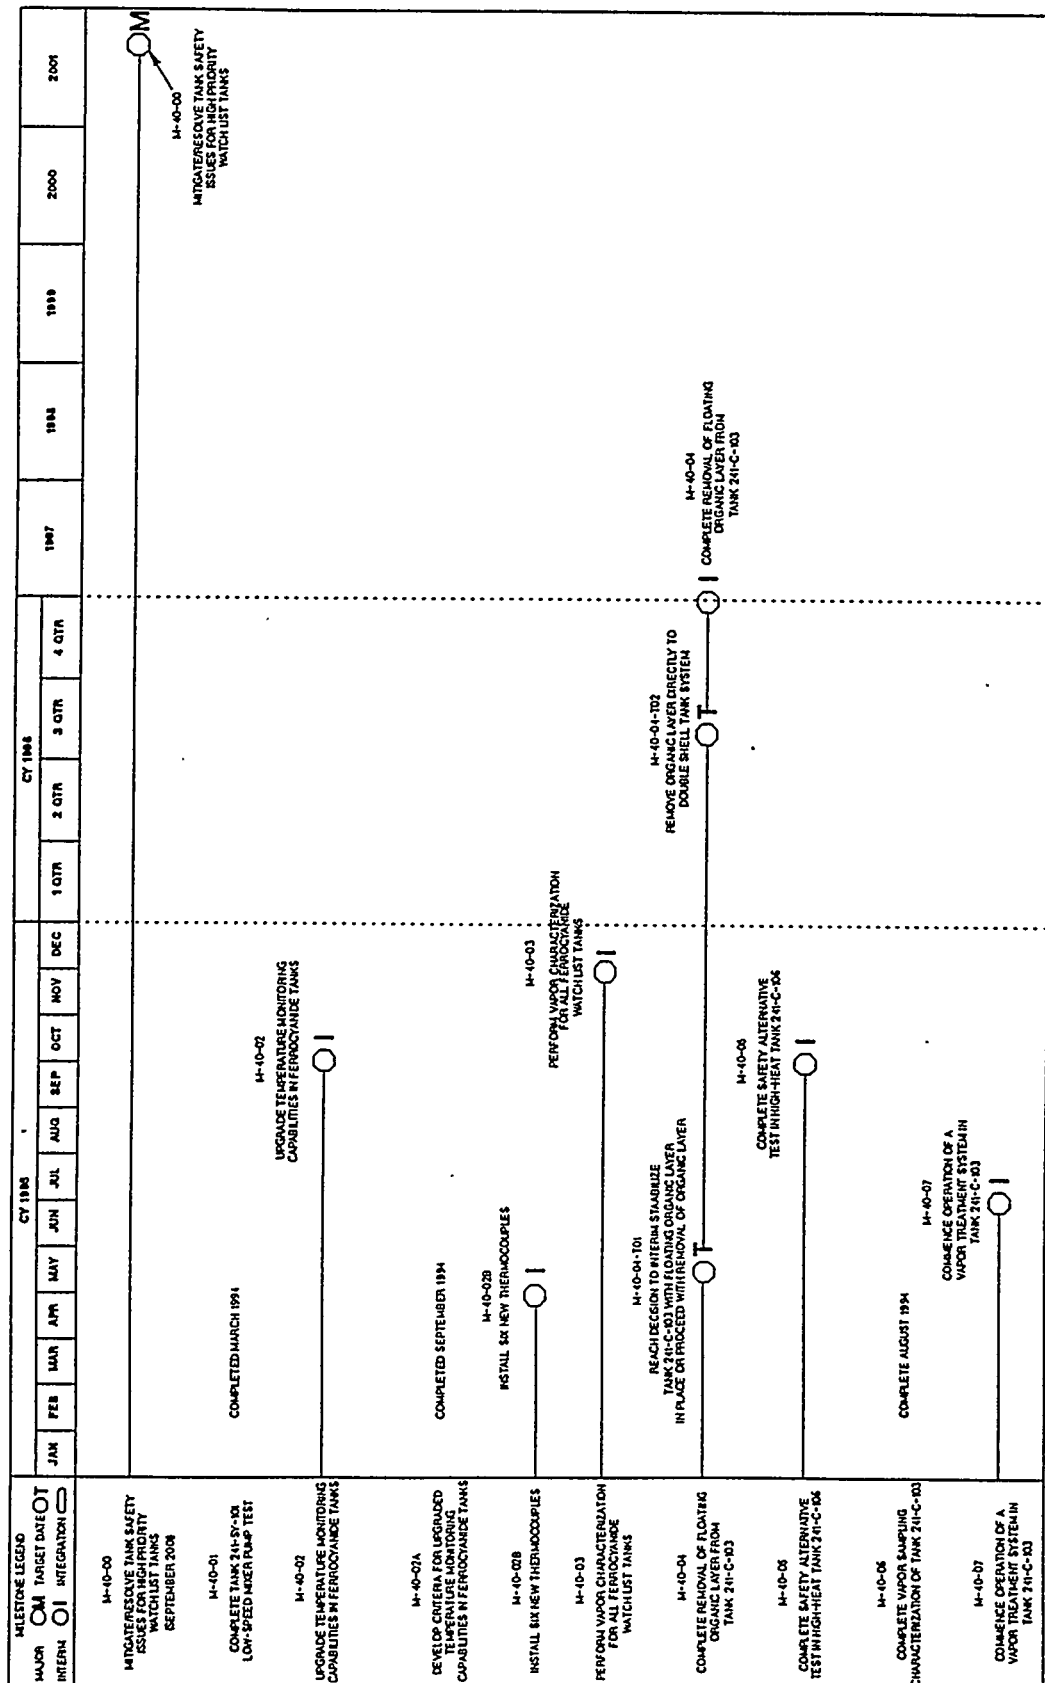 MILESTONE LEGEND
MAJOR M TARGET DATE T
INTERIM I INTEGRATION
CY 1995
JAN FEB MAR APR MAY JUN JUL AUG SEP OCT NOV DEC
CY 1996
1 QTR 2 QTR 3 QTR 4 QTR
1997 1998 1999 2000 2001
M-40-00
MITIGATE/RESOLVE TANK SAFETY
ISSUES FOR HIGH PRIORITY
WATCH LIST TANKS
M
M-40-00
MITIGATE/RESOLVE TANK SAFETY
ISSUES FOR HIGH PRIORITY
WATCH LIST TANKS
M-40-01
COMPLETE TANK 241-SY-101
LOW-SPEED MIXER PUMP TEST
COMPLETED MARCH 1994
M-40-02
UPGRADE TEMPERATURE MONITORING
CAPABILITIES IN FERROCYANIDE TANKS
M-40-02
UPGRADE TEMPERATURE MONITORING
CAPABILITIES IN FERROCYANIDE TANKS
I
M-40-02A
DEVELOP CRITERIA FOR UPGRADED
TEMPERATURE MONITORING
CAPABILITIES IN FERROCYANIDE TANKS
COMPLETED SEPTEMBER 1994
M-40-02B
INSTALL SIX NEW THERMOCOUPLES
M-40-02B
INSTALL SIX NEW THERMOCOUPLES
I
M-40-03
PERFORM VAPOR CHARACTERIZATION
FOR ALL FERROCYANIDE
WATCH LIST TANKS
M-40-03
PERFORM VAPOR CHARACTERIZATION
FOR ALL FERROCYANIDE
WATCH LIST TANKS
I
M-40-04
COMPLETE REMOVAL OF FLOATING
ORGANIC LAYER FROM
TANK 241-C-103
M-40-04-T01
REACH DECISION TO INTERIM STAABILIZE
TANK 241-C-103 WITH FLOATING ORGANIC LAYER
IN PLACE OR PROCEED WITH REMOVAL OF ORGANIC LAYER
T
M-40-04-T02
REMOVE ORGANIC LAYER DIRECTLY TO
DOUBLE SHELL TANK SYSTEM
T
M-40-04
COMPLETE REMOVAL OF FLOATING
ORGANIC LAYER FROM
TANK 241-C-103
I
M-40-05
COMPLETE SAFETY ALTERNATIVE
TEST IN HIGH-HEAT TANK 241-C-106
M-40-05
COMPLETE SAFETY ALTERNATIVE
TEST IN HIGH-HEAT TANK 241-C-106
I
M-40-06
COMPLETE VAPOR SAMPLING
CHARACTERIZATION OF TANK 241-C-103
COMPLETE AUGUST 1994
M-40-07
COMMENCE OPERATION OF A
VAPOR TREATMENT SYSTEM IN
TANK 241-C-103
M-40-07
COMMENCE OPERATION OF A
VAPOR TREATMENT SYSTEM IN
TANK 241-C-103
I